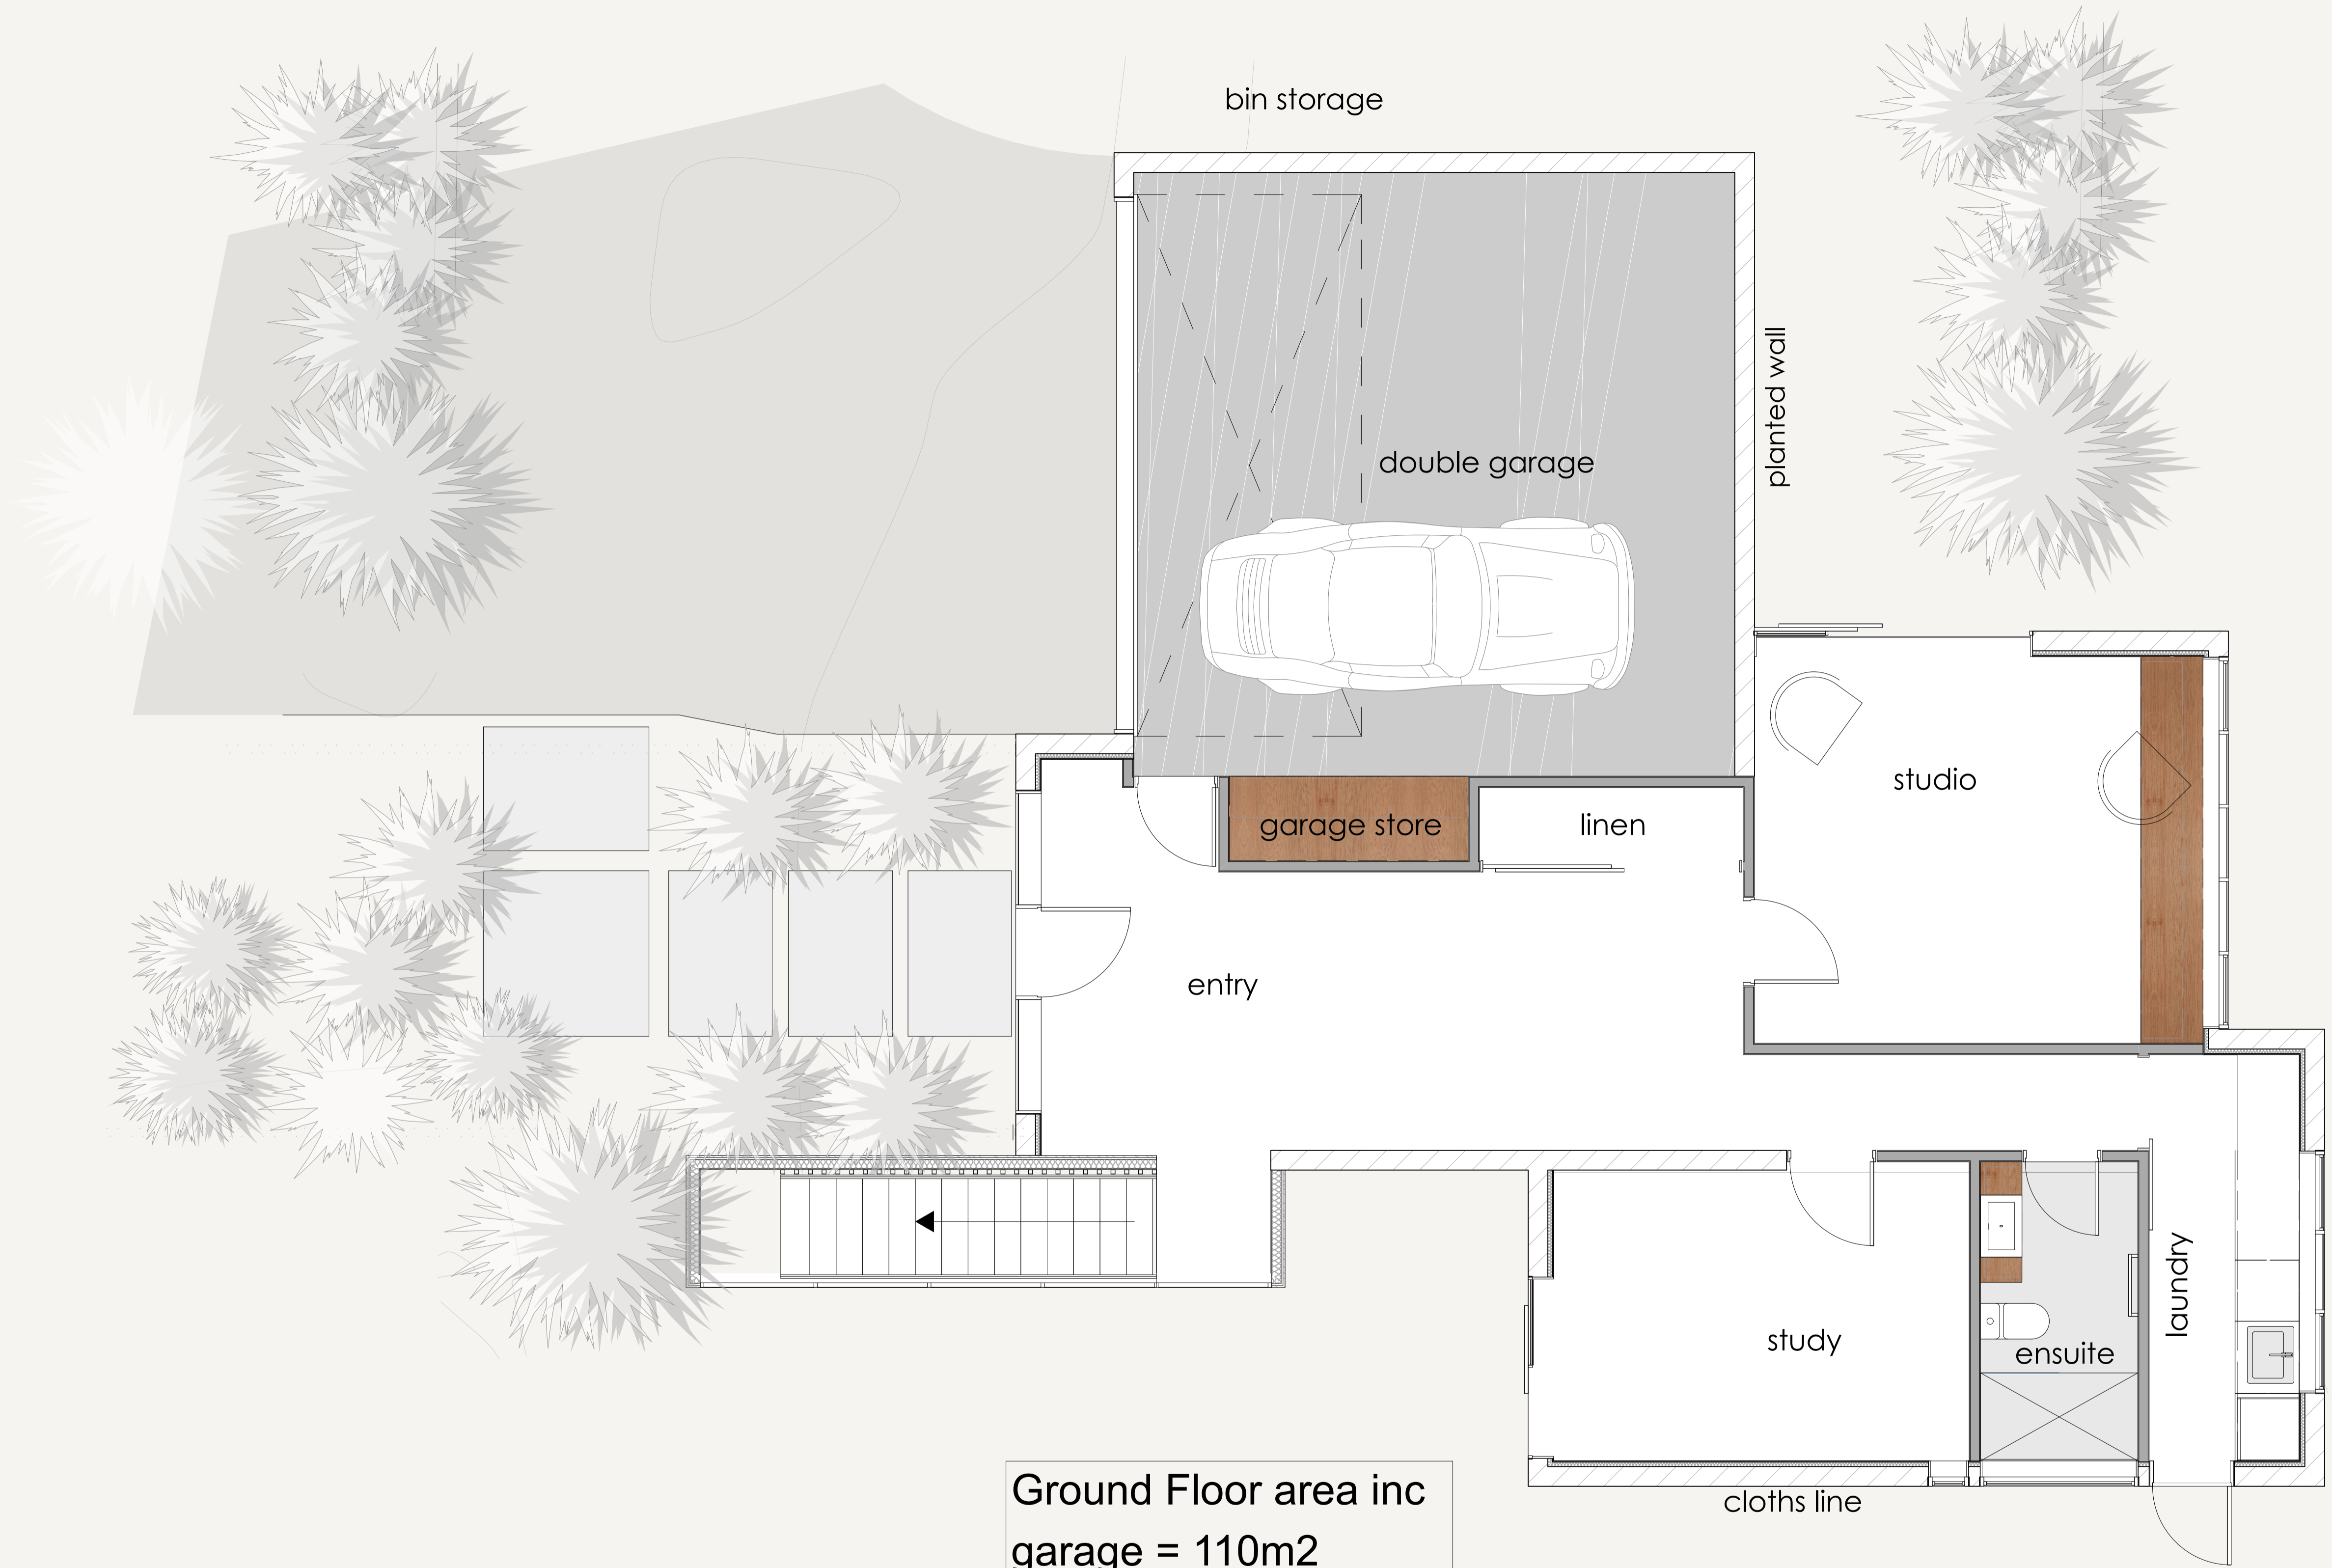 bin storage
planted wall
double garage
studio
garage store
linen
entry
laundry
study
ensuite
cloths line
Ground Floor area inc
garage = 110m2